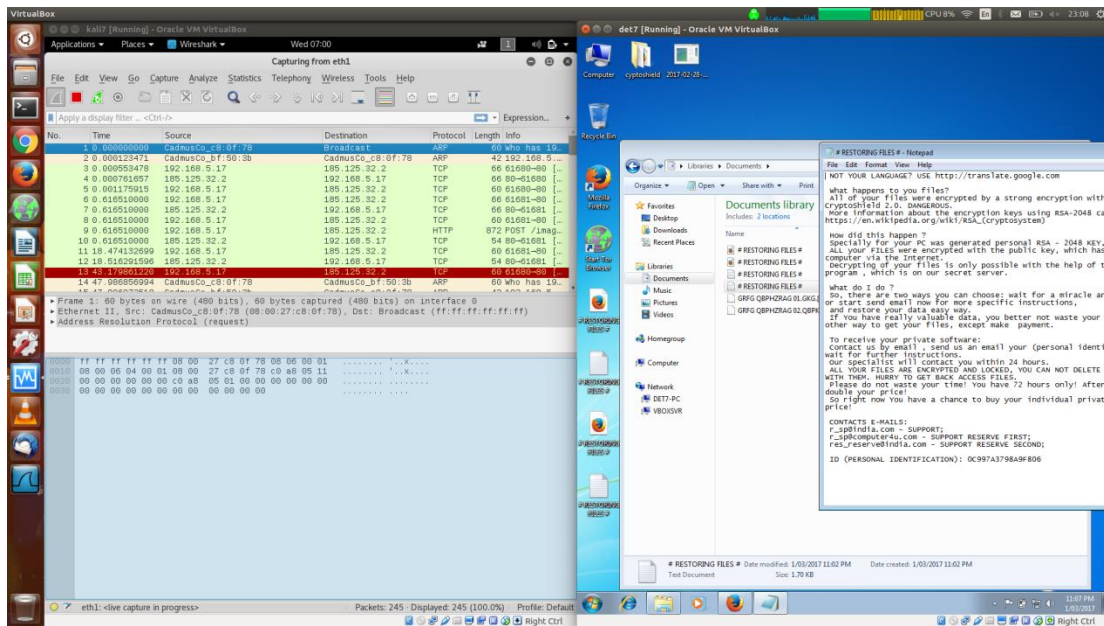 VirtualBox
CPU 8%
En
23:08
kali7 [Running] - Oracle VM VirtualBox
Applications
Places
Wireshark
Wed 07:00
1
Capturing from eth1
File Edit View Go Capture Analyze Statistics Telephony Wireless Tools Help
Apply a display filter ... <Ctrl-/>
Expression... +
No. Time Source Destination Protocol Length Info
1 0.000000000 CadmusCo_c8:0f:78 Broadcast ARP 60 Who has 19...
2 0.000123471 CadmusCo_bf:50:3b CadmusCo_c8:0f:78 ARP 42 192.168.5...
3 0.000553478 192.168.5.17 185.125.32.2 TCP 66 61680→80 [...
4 0.000761657 185.125.32.2 192.168.5.17 TCP 66 80→61680 [...
5 0.001175915 192.168.5.17 185.125.32.2 TCP 60 61680→80 [...
6 0.616510000 192.168.5.17 185.125.32.2 TCP 66 61681→80 [...
7 0.616510000 185.125.32.2 192.168.5.17 TCP 66 80→61681 [...
8 0.616510000 192.168.5.17 185.125.32.2 TCP 60 61681→80 [...
9 0.616510000 192.168.5.17 185.125.32.2 HTTP 872 POST /imag...
10 0.616510000 185.125.32.2 192.168.5.17 TCP 54 80→61681 [...
11 18.474132699 192.168.5.17 185.125.32.2 TCP 60 61681→80 [...
12 18.516291596 185.125.32.2 192.168.5.17 TCP 54 80→61681 [...
13 43.179861220 192.168.5.17 185.125.32.2 TCP 60 61680→80 [...
14 47.986856994 CadmusCo_c8:0f:78 CadmusCo_bf:50:3b ARP 60 Who has 19...
Frame 1: 60 bytes on wire (480 bits), 60 bytes captured (480 bits) on interface 0
Ethernet II, Src: CadmusCo_c8:0f:78 (08:00:27:c8:0f:78), Dst: Broadcast (ff:ff:ff:ff:ff:ff)
Address Resolution Protocol (request)
0000 ff ff ff ff ff ff 08 00 27 c8 0f 78 08 06 00 01
0010 08 00 06 04 00 01 08 00 27 c8 0f 78 c0 a8 05 11
0020 00 00 00 00 00 00 c0 a8 05 01 00 00 00 00 00 00
0030 00 00 00 00 00 00 00 00 00 00 00 00
eth1: <live capture in progress>
Packets: 245 · Displayed: 245 (100.0%)
Profile: Default
Right Ctrl
det7 [Running] - Oracle VM VirtualBox
Computer
cyptoshield
2017-02-28-...
Recycle Bin
Mozilla Firefox
Start Tor Browser
# RESTORING FILES #
# RESTORING FILES #
# RESTORING FILES #
# RESTORING FILES #
Libraries
Documents
Organize
Open
Share with
Print
Favorites
Desktop
Downloads
Recent Places
Libraries
Documents
Music
Pictures
Videos
Homegroup
Computer
Network
DET7-PC
VBOXSVR
Documents library
Includes: 2 locations
Name
# RESTORING FILES #
# RESTORING FILES #
# RESTORING FILES #
# RESTORING FILES #
GRFG QBPHZRAG 01.GKG.[
GRFG QBPHZRAG 02.QBPK
# RESTORING FILES # Date modified: 1/03/2017 11:02 PM Date created: 1/03/2017 11:02 PM
Text Document Size: 1.70 KB
# RESTORING FILES # - Notepad
File Edit Format View Help
NOT YOUR LANGUAGE? USE http://translate.google.com
What happens to you files?
All of your files were encrypted by a strong encryption with
CryptoShield 2.0. DANGEROUS.
More information about the encryption keys using RSA-2048 ca
https://en.wikipedia.org/wiki/RSA_(cryptosystem)
How did this happen ?
Specially for your PC was generated personal RSA - 2048 KEY,
ALL your FILES were encrypted with the public key, which has
computer via the Internet.
Decrypting of your files is only possible with the help of t
program , which is on our secret server.
What do I do ?
So, there are two ways you can choose: wait for a miracle an
or start send email now for more specific instructions,
and restore your data easy way.
If You have really valuable data, you better not waste your
other way to get your files, except make payment.
To receive your private software:
Contact us by email , send us an email your (personal identi
wait for further instructions.
Our specialist will contact you within 24 hours.
ALL YOUR FILES ARE ENCRYPTED AND LOCKED, YOU CAN NOT DELETE
WITH THEM. HURRY TO GET BACK ACCESS FILES.
Please do not waste your time! You have 72 hours only! After
double your price!
So right now You have a chance to buy your individual privat
price!
CONTACTS E-MAILS:
r_sp@india.com - SUPPORT;
r_sp@computer4u.com - SUPPORT RESERVE FIRST;
res_reserve@india.com - SUPPORT RESERVE SECOND;
ID (PERSONAL IDENTIFICATION): 0C997A3798A9F806
11:07 PM
1/03/2017
Right Ctrl